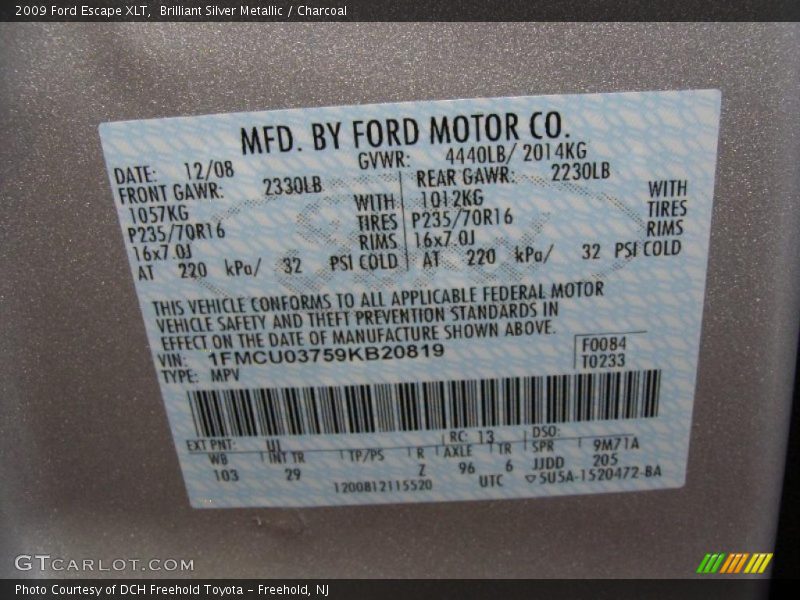 2009 Ford Escape XLT, Brilliant Silver Metallic / Charcoal
MFD. BY FORD MOTOR CO.
DATE: 12/08 GVWR: 4440LB/ 2014KG
FRONT GAWR: 2330LB REAR GAWR: 2230LB
1057KG WITH 1012KG WITH
P235/70R16 TIRES P235/70R16 TIRES
16x7.0J RIMS 16x7.0J RIMS
AT 220 kPa/ 32 PSI COLD AT 220 kPa/ 32 PSI COLD
THIS VEHICLE CONFORMS TO ALL APPLICABLE FEDERAL MOTOR
VEHICLE SAFETY AND THEFT PREVENTION STANDARDS IN
EFFECT ON THE DATE OF MANUFACTURE SHOWN ABOVE.
VIN: 1FMCU03759KB20819 F0084
TYPE: MPV T0233
EXT PNT: UI RC: 13 DSO:
WB INT TR TP/PS R AXLE TR SPR 9M71A
103 29 Z 96 6 JJDD 205
1200812115520 UTC ▽5U5A-1520472-BA
GTCARLOT.COM
Photo Courtesy of DCH Freehold Toyota - Freehold, NJ